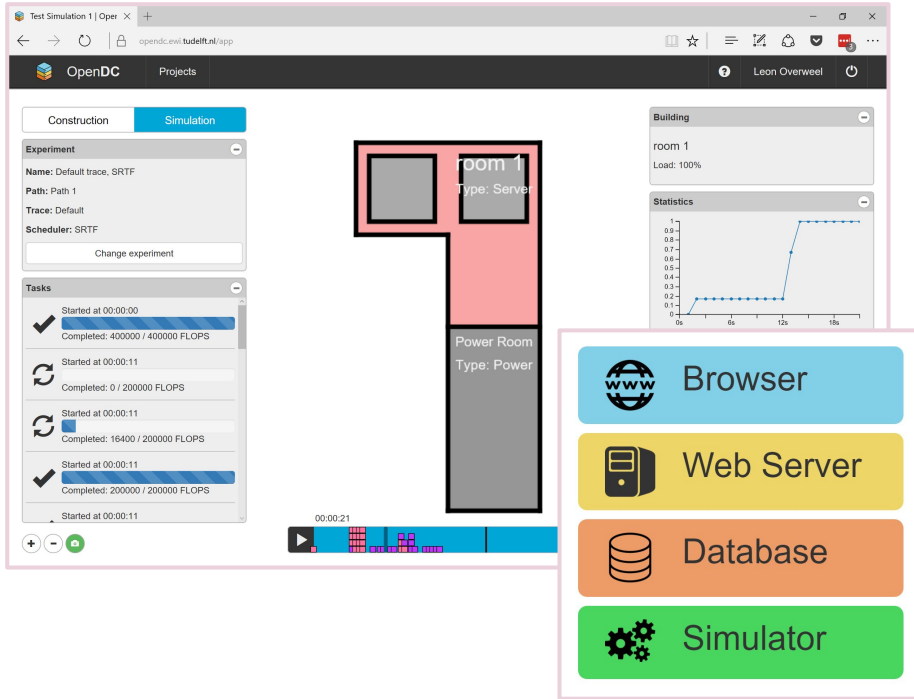 Test Simulation 1 | Oper
opendc.ewi.tudelft.nl/app
3
OpenDC
Projects
?
Leon Overweel
Construction
Simulation
Experiment
Name: Default trace, SRTF
Path: Path 1
Trace: Default
Scheduler: SRTF
Change experiment
Tasks
Started at 00:00:00
Completed: 400000 / 400000 FLOPS
Started at 00:00:11
Completed: 0 / 200000 FLOPS
Started at 00:00:11
Completed: 16400 / 200000 FLOPS
Started at 00:00:11
Completed: 200000 / 200000 FLOPS
Started at 00:00:11
room 1
Type: Server
Power Room
Type: Power
00:00:21
Building
room 1
Load: 100%
Statistics
1
0.9
0.8
0.7
0.6
0.5
0.4
0.3
0.2
0.1
0s 6s 12s 18s
www
Browser
Web Server
Database
Simulator